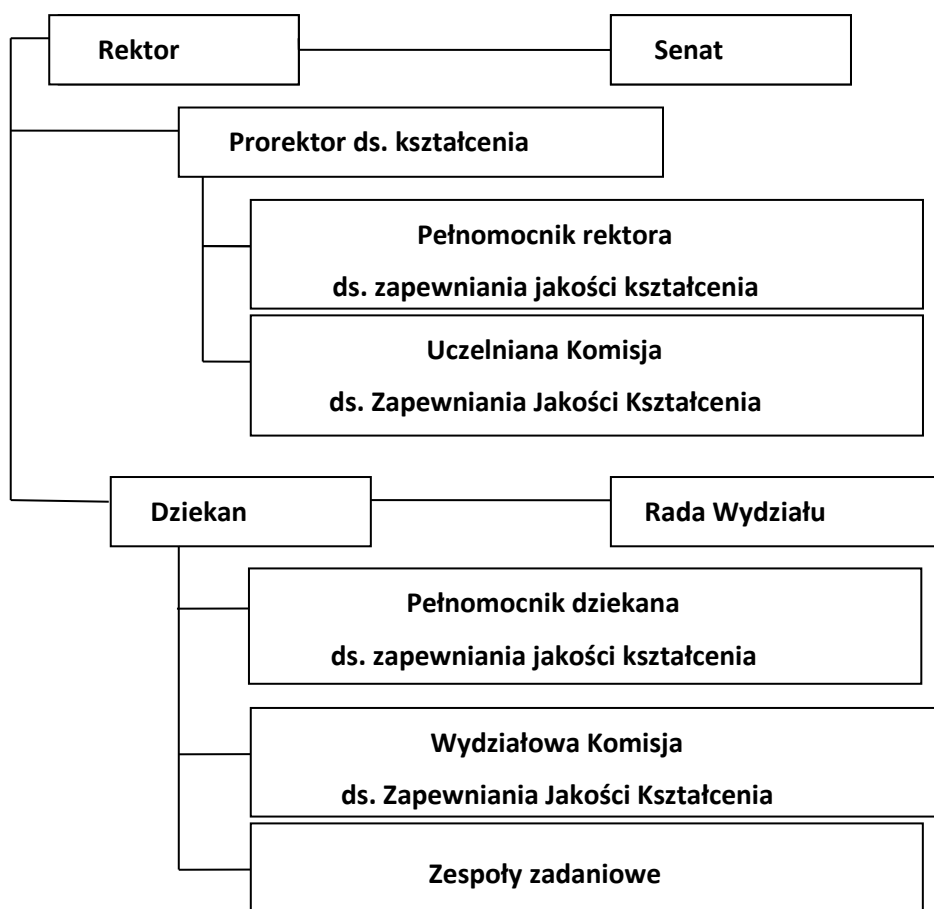 Rektor
Senat
Prorektor ds. kształcenia
Pełnomocnik rektora
ds. zapewniania jakości kształcenia
Uczelniana Komisja
ds. Zapewniania Jakości Kształcenia
Dziekan
Rada Wydziału
Pełnomocnik dziekana
ds. zapewniania jakości kształcenia
Wydziałowa Komisja
ds. Zapewniania Jakości Kształcenia
Zespoły zadaniowe